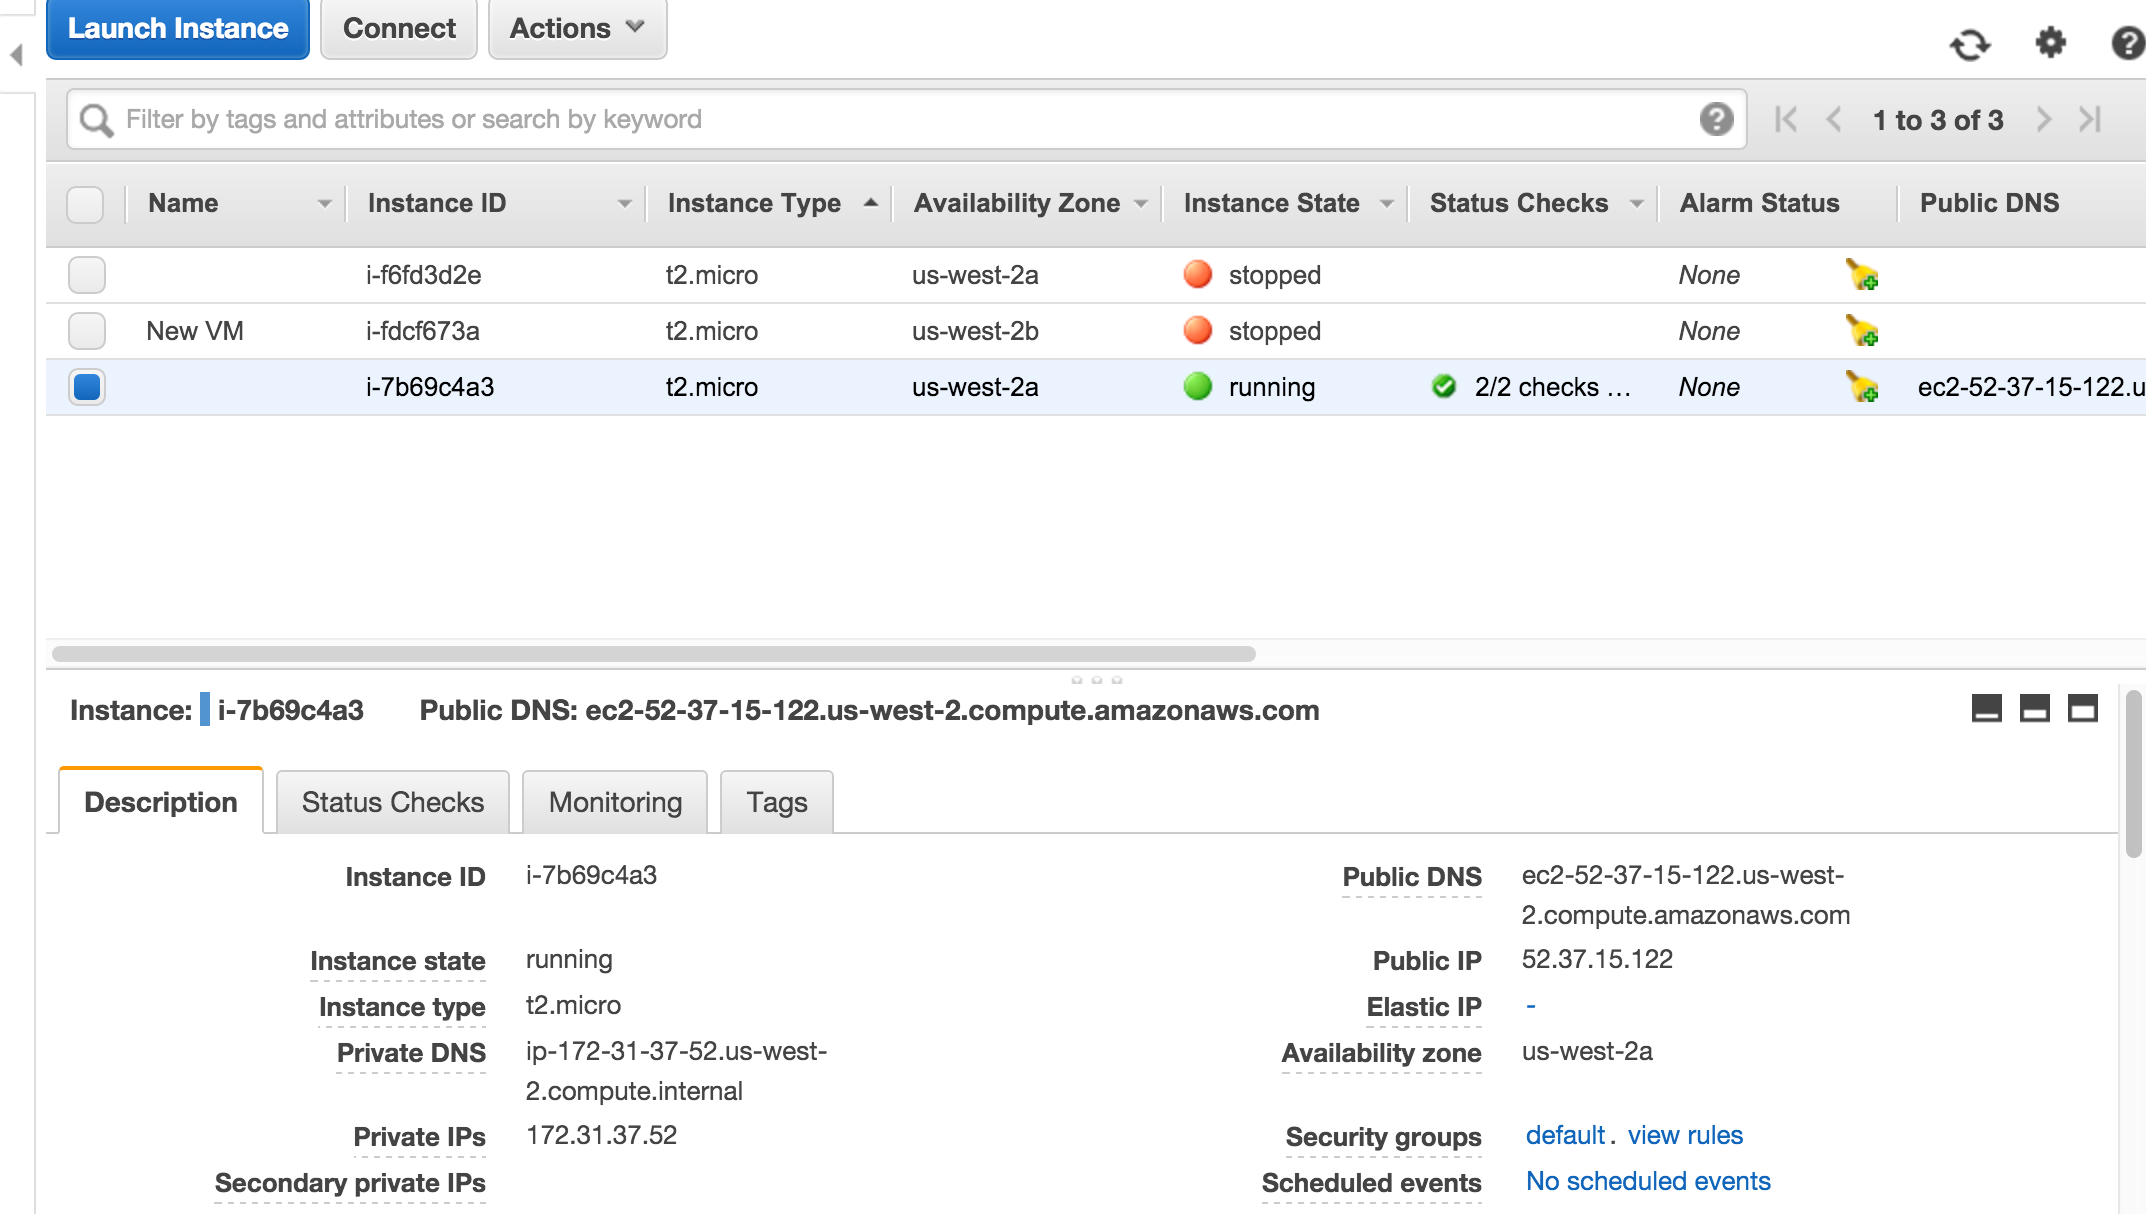 Launch Instance Connect Actions
Filter by tags and attributes or search by keyword 1 to 3 of 3
Name Instance ID Instance Type Availability Zone Instance State Status Checks Alarm Status Public DNS
i-f6fd3d2e t2.micro us-west-2a stopped None
New VM i-fdcf673a t2.micro us-west-2b stopped None
i-7b69c4a3 t2.micro us-west-2a running 2/2 checks … None ec2-52-37-15-122.u
Instance: i-7b69c4a3 Public DNS: ec2-52-37-15-122.us-west-2.compute.amazonaws.com
Description Status Checks Monitoring Tags
Instance ID i-7b69c4a3
Instance state running
Instance type t2.micro
Private DNS ip-172-31-37-52.us-west-
2.compute.internal
Private IPs 172.31.37.52
Secondary private IPs
Public DNS ec2-52-37-15-122.us-west-
2.compute.amazonaws.com
Public IP 52.37.15.122
Elastic IP -
Availability zone us-west-2a
Security groups default . view rules
Scheduled events No scheduled events